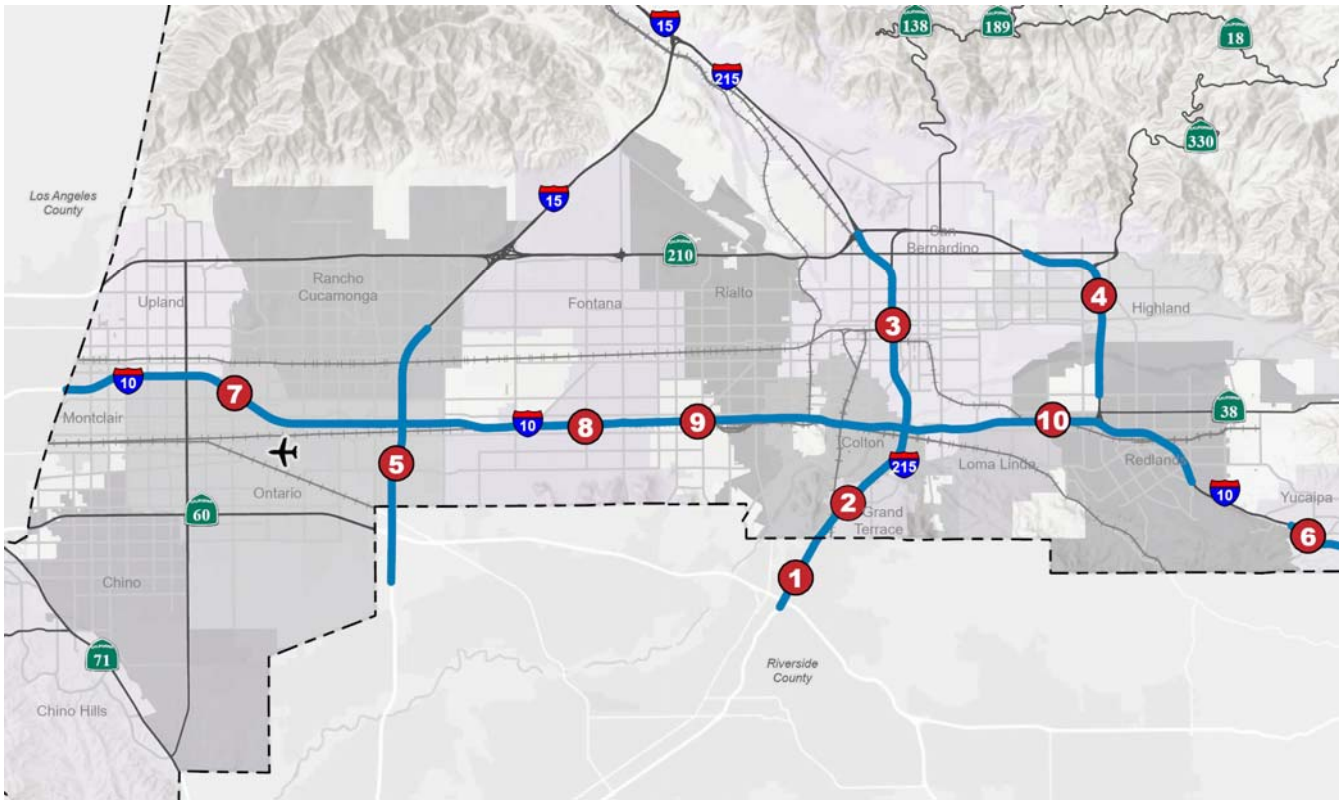 15
138
189
18
215
330
Los Angeles
County
15
San
Bernardino
210
Rancho
Cucamonga
Upland
Fontana
Rialto
4
Highland
3
10
7
Montclair
10
8
9
10
38
Colton
5
215
Loma Linda
Redlands
Ontario
10
Yucaipa
60
2
Grand
Terrace
6
Chino
1
71
Riverside
County
Chino Hills